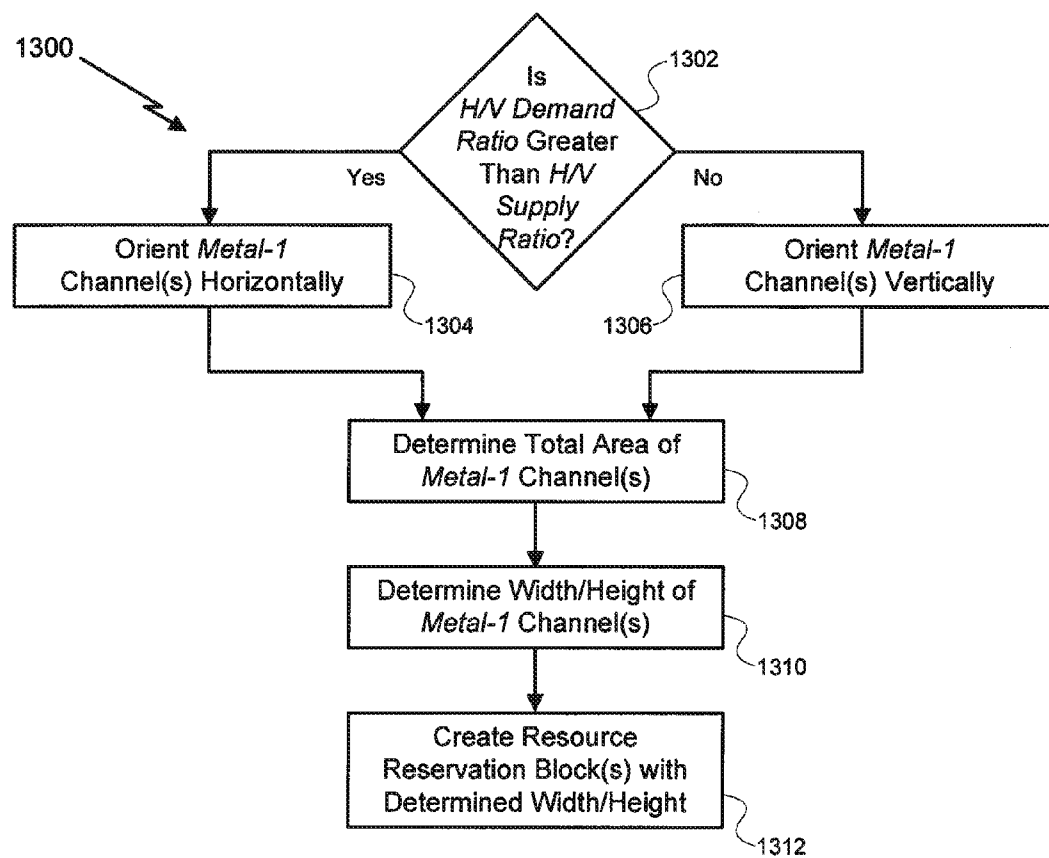 1300
1302
Is
H/V Demand
Ratio Greater
Than H/V
Supply
Ratio?
Yes
No
Orient Metal-1
Channel(s) Horizontally
1304
Orient Metal-1
Channel(s) Vertically
1306
Determine Total Area of
Metal-1 Channel(s)
1308
Determine Width/Height of
Metal-1 Channel(s)
1310
Create Resource
Reservation Block(s) with
Determined Width/Height
1312